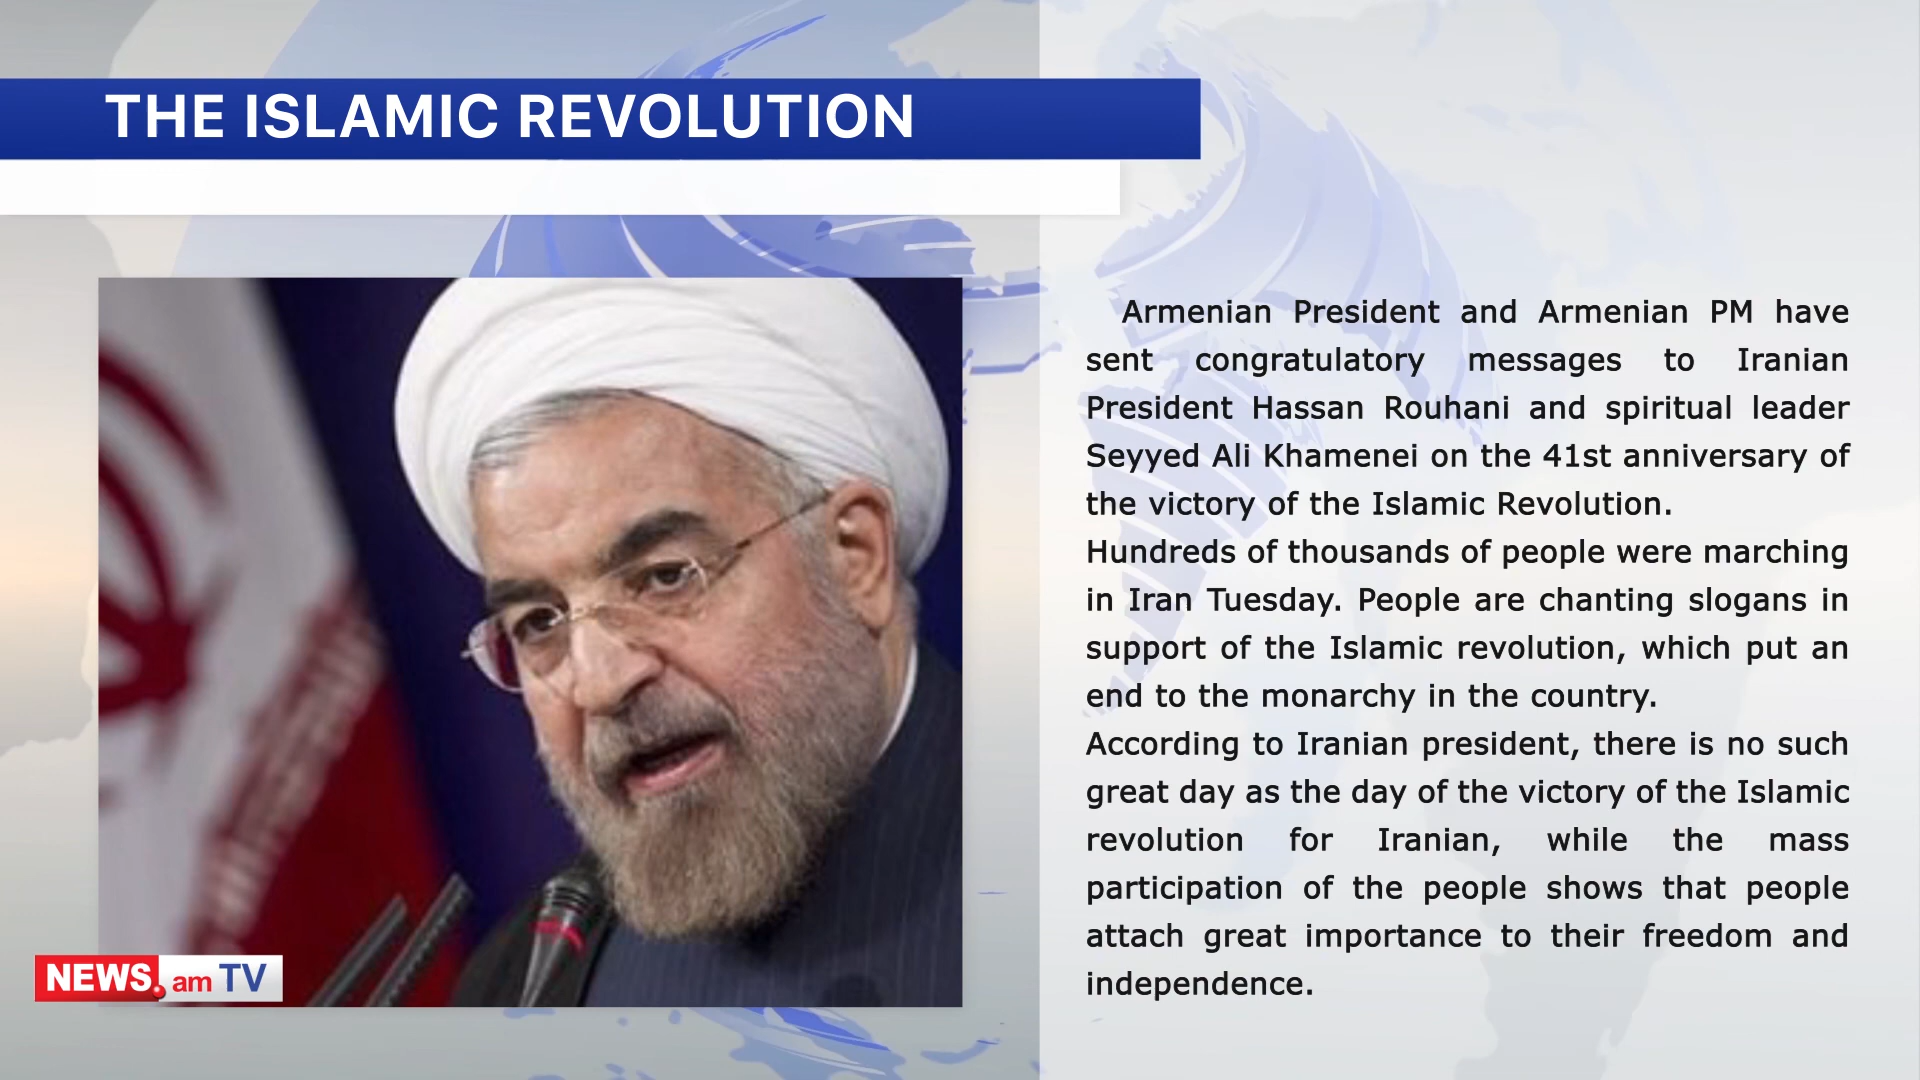 THE ISLAMIC REVOLUTION
Armenian President and Armenian PM have
sent congratulatory messages to Iranian
President Hassan Rouhani and spiritual leader
Seyyed Ali Khamenei on the 41st anniversary of
the victory of the Islamic Revolution.
Hundreds of thousands of people were marching
in Iran Tuesday. People are chanting slogans in
support of the Islamic revolution, which put an
end to the monarchy in the country.
According to Iranian president, there is no such
great day as the day of the victory of the Islamic
revolution for Iranian, while the mass
participation of the people shows that people
attach great importance to their freedom and
independence.
NEWS.am TV